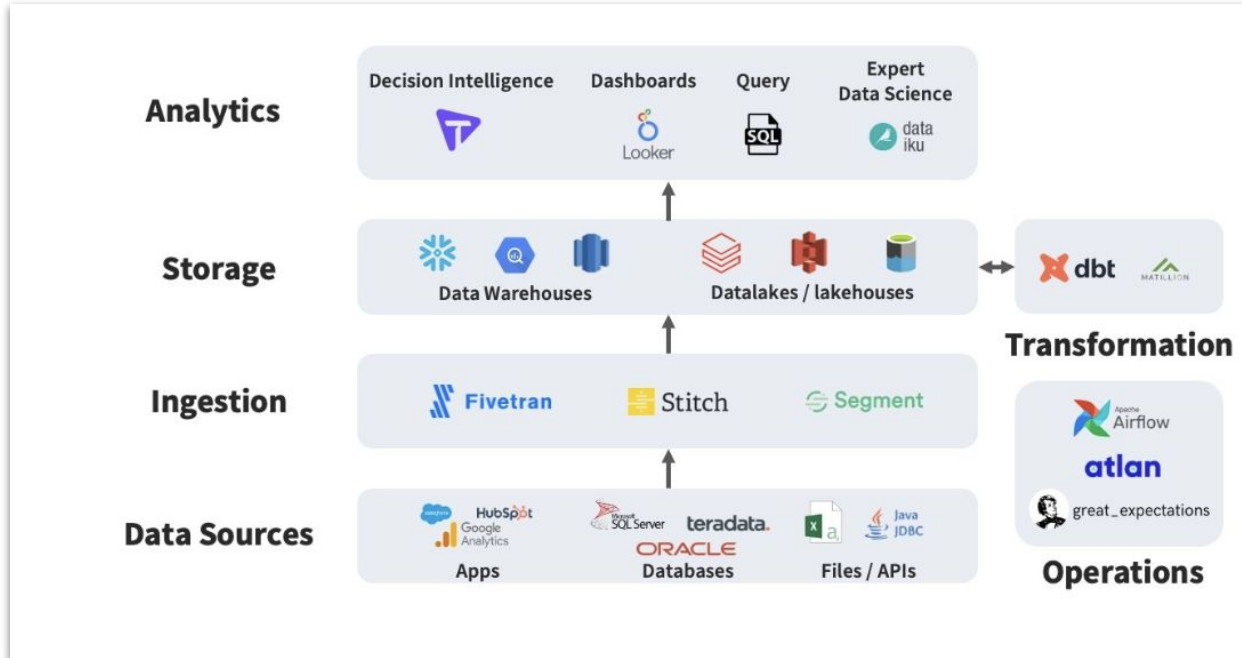 Analytics
Decision Intelligence
Dashboards
Query
Expert
Data Science
T
Looker
SQL
data
iku
Storage
Data Warehouses
Datalakes / lakehouses
dbt
MATILLION
Transformation
Ingestion
Fivetran
Stitch
Segment
Apache
Airflow
atlan
great_expectations
Operations
Data Sources
salesforce
HubSpot
Google
Analytics
Apps
Microsoft
SQL Server
teradata.
ORACLE
Databases
X
a,
Java
JDBC
Files / APIs